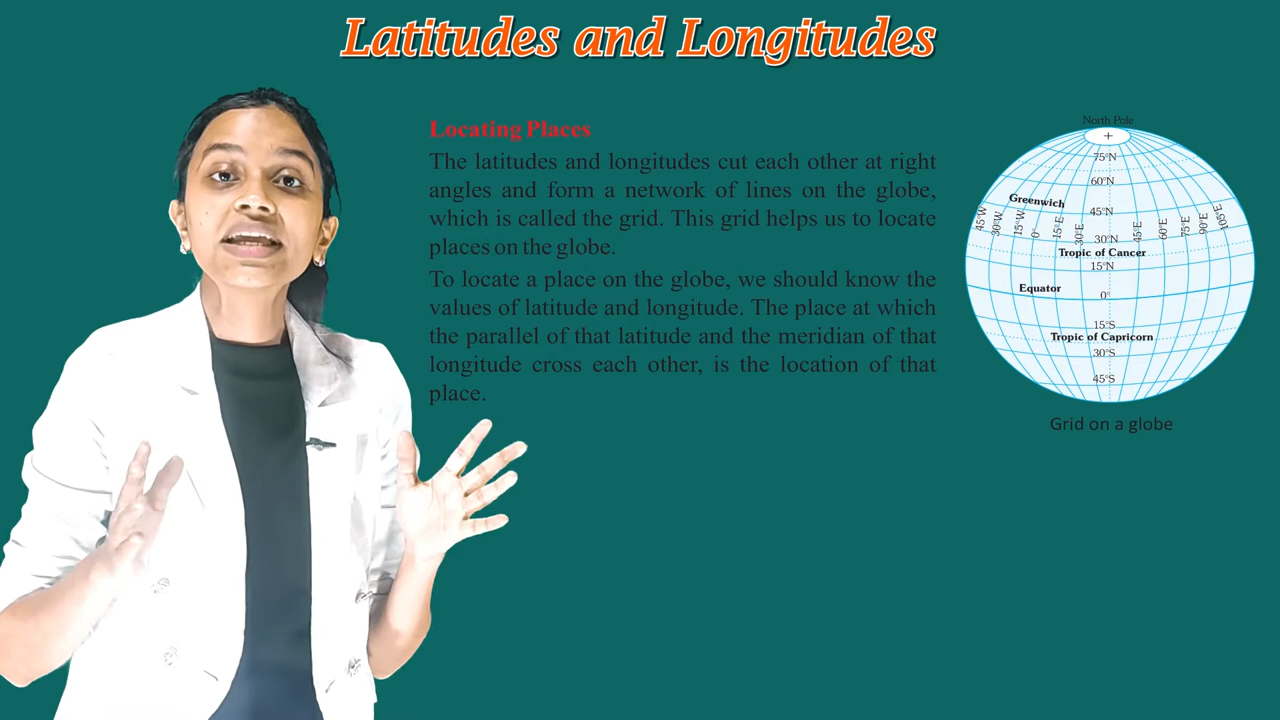 Latitudes and Longitudes
Locating Places
The latitudes and longitudes cut each other at right
angles and form a network of lines on the globe,
which is called the grid. This grid helps us to locate
places on the globe.
To locate a place on the globe, we should know the
values of latitude and longitude. The place at which
the parallel of that latitude and the meridian of that
longitude cross each other, is the location of that
place.
North Pole
75°N
60°N
Greenwich
45°N
45°W
30°W
15°W
0°
15°E
30°E
45°E
60°E
75°E
90°E
105°E
30°N
Tropic of Cancer
15°N
Equator
0°
15°S
Tropic of Capricorn
30°S
45°S
Grid on a globe